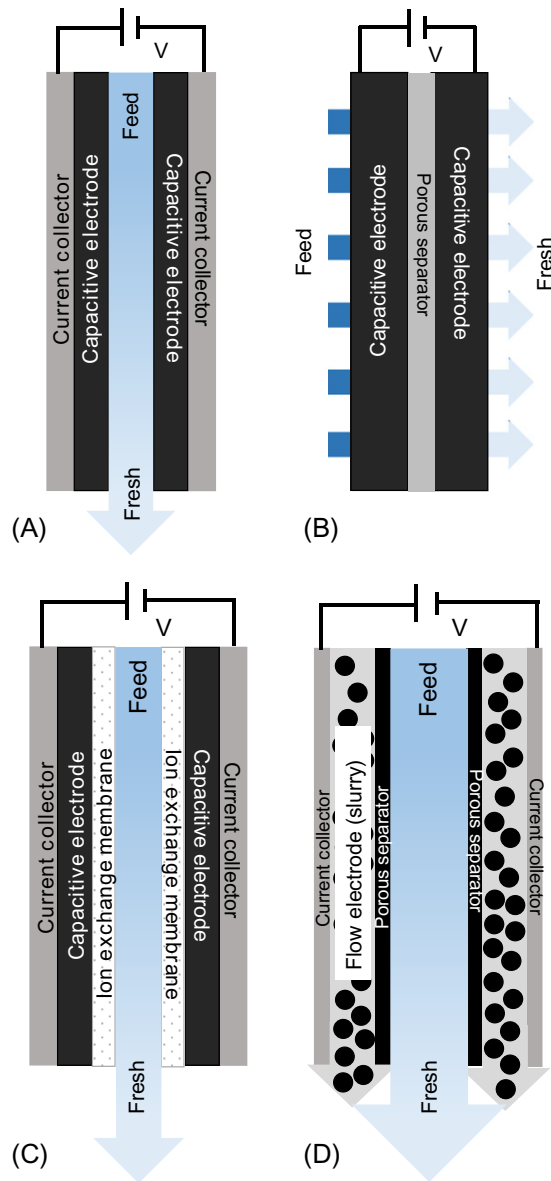 V
Feed
Current collector
Capacitive electrode
Capacitive electrode
Current collector
Fresh
(A)
V
Feed
Capacitive electrode
Porous separator
Capacitive electrode
Fresh
(B)
V
Feed
Current collector
Capacitive electrode
Ion exchange membrane
Ion exchange membrane
Capacitive electrode
Current collector
Fresh
(C)
V
Feed
Current collector
Flow electrode (slurry)
Porous separator
Porous separator
Current collector
Fresh
(D)